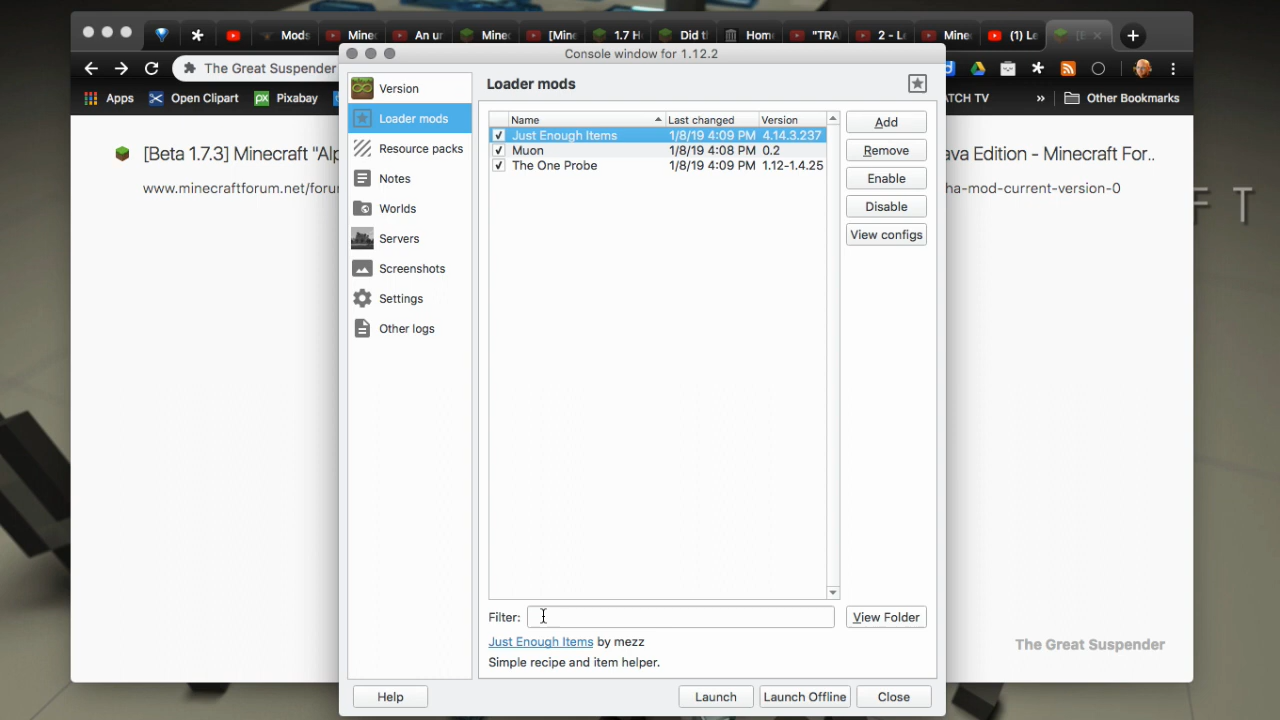 Mods
Mine
An u
Mine
[Min
1.7 H
Did t
Hom
"TRA
2 - L
Mine
(1) Le
[E
Console window for 1.12.2
The Great Suspender
Apps
Open Clipart
Pixabay
ATCH TV
»
Other Bookmarks
[Beta 1.7.3] Minecraft "Alp
ava Edition - Minecraft For..
www.minecraftforum.net/foru
ha-mod-current-version-0
F T
Version
Loader mods
Resource packs
Notes
Worlds
Servers
Screenshots
Settings
Other logs
Loader mods
Name Last changed Version
Just Enough Items 1/8/19 4:09 PM 4.14.3.237
Muon 1/8/19 4:08 PM 0.2
The One Probe 1/8/19 4:09 PM 1.12-1.4.25
Add
Remove
Enable
Disable
View configs
Filter:
View Folder
Just Enough Items by mezz
Simple recipe and item helper.
The Great Suspender
Help
Launch
Launch Offline
Close